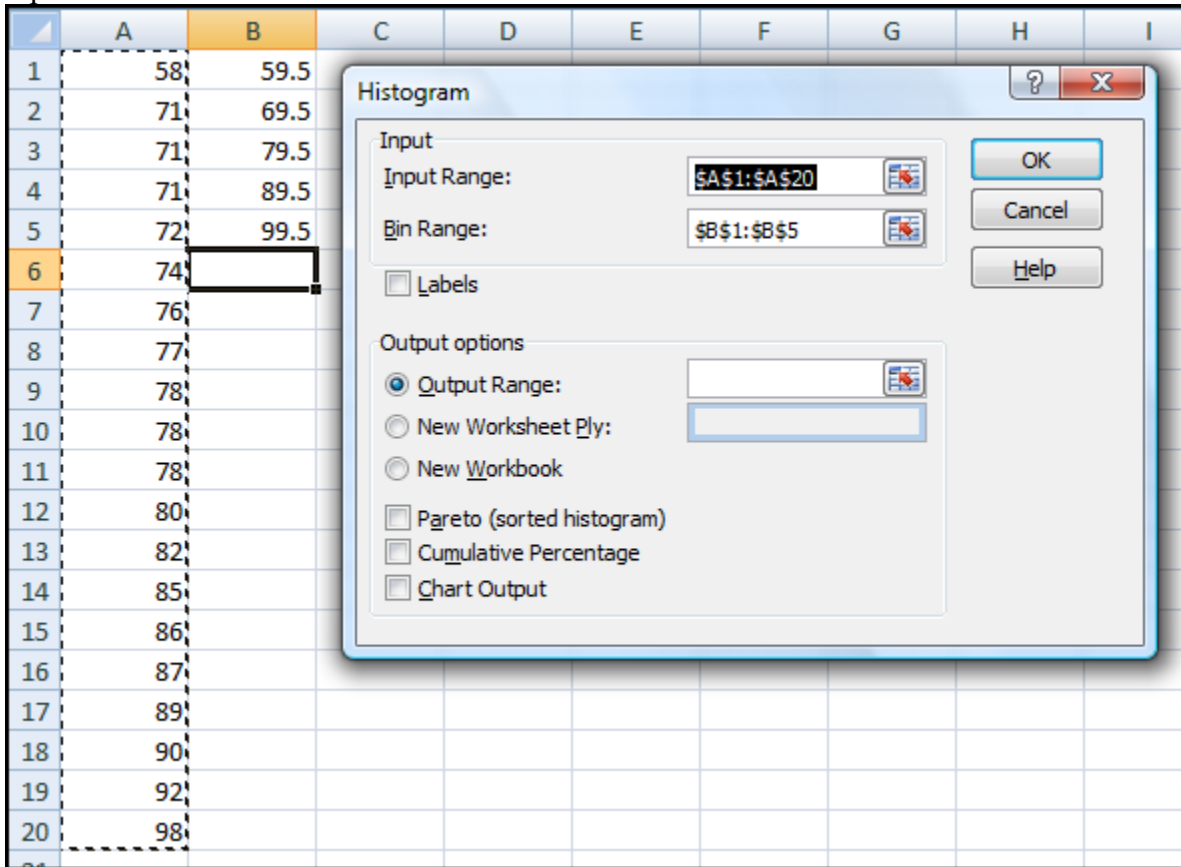 A B C D E F G H I
1 58 59.5
2 71 69.5
3 71 79.5
4 71 89.5
5 72 99.5
6 74
7 76
8 77
9 78
10 78
11 78
12 80
13 82
14 85
15 86
16 87
17 89
18 90
19 92
20 98
Histogram
Input
Input Range: $A$1:$A$20
Bin Range: $B$1:$B$5
Labels
Output options
Output Range:
New Worksheet Ply:
New Workbook
Pareto (sorted histogram)
Cumulative Percentage
Chart Output
OK
Cancel
Help